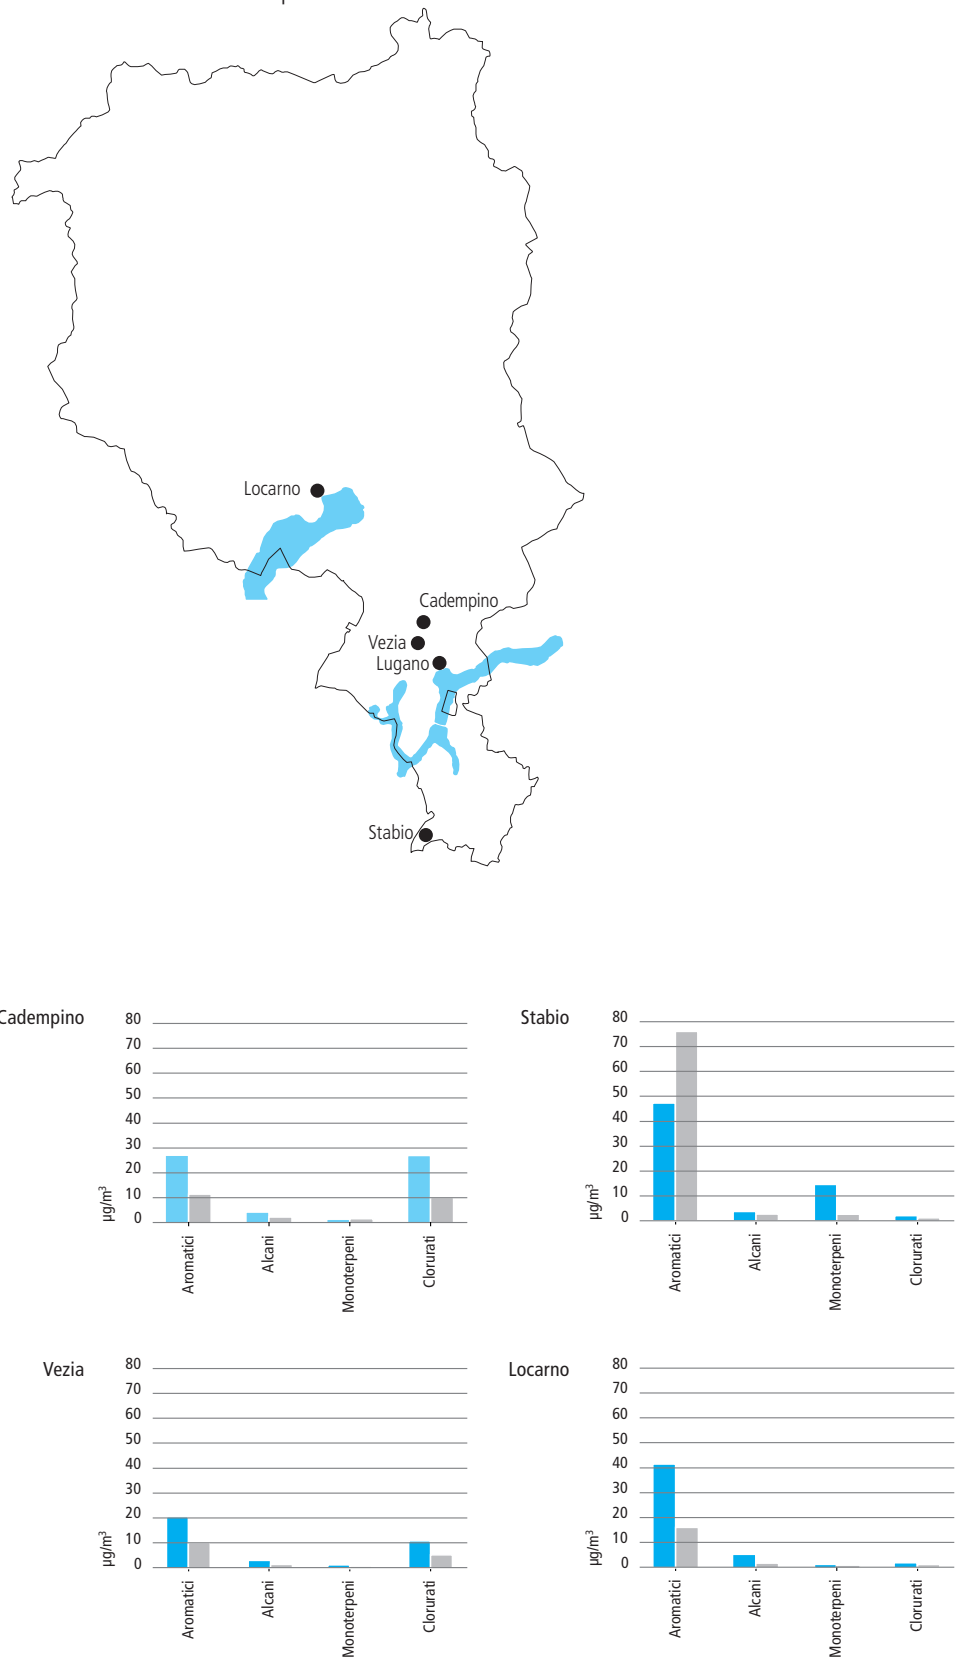 Locarno
Cadempino
Vezia
Lugano
Stabio
Cadempino
80
70
60
50
40
30
20
10
0
µg/m³
Aromatici
Alcani
Monoterpeni
Clorurati
Stabio
80
70
60
50
40
30
20
10
0
µg/m³
Aromatici
Alcani
Monoterpeni
Clorurati
Vezia
80
70
60
50
40
30
20
10
0
µg/m³
Aromatici
Alcani
Monoterpeni
Clorurati
Locarno
80
70
60
50
40
30
20
10
0
µg/m³
Aromatici
Alcani
Monoterpeni
Clorurati